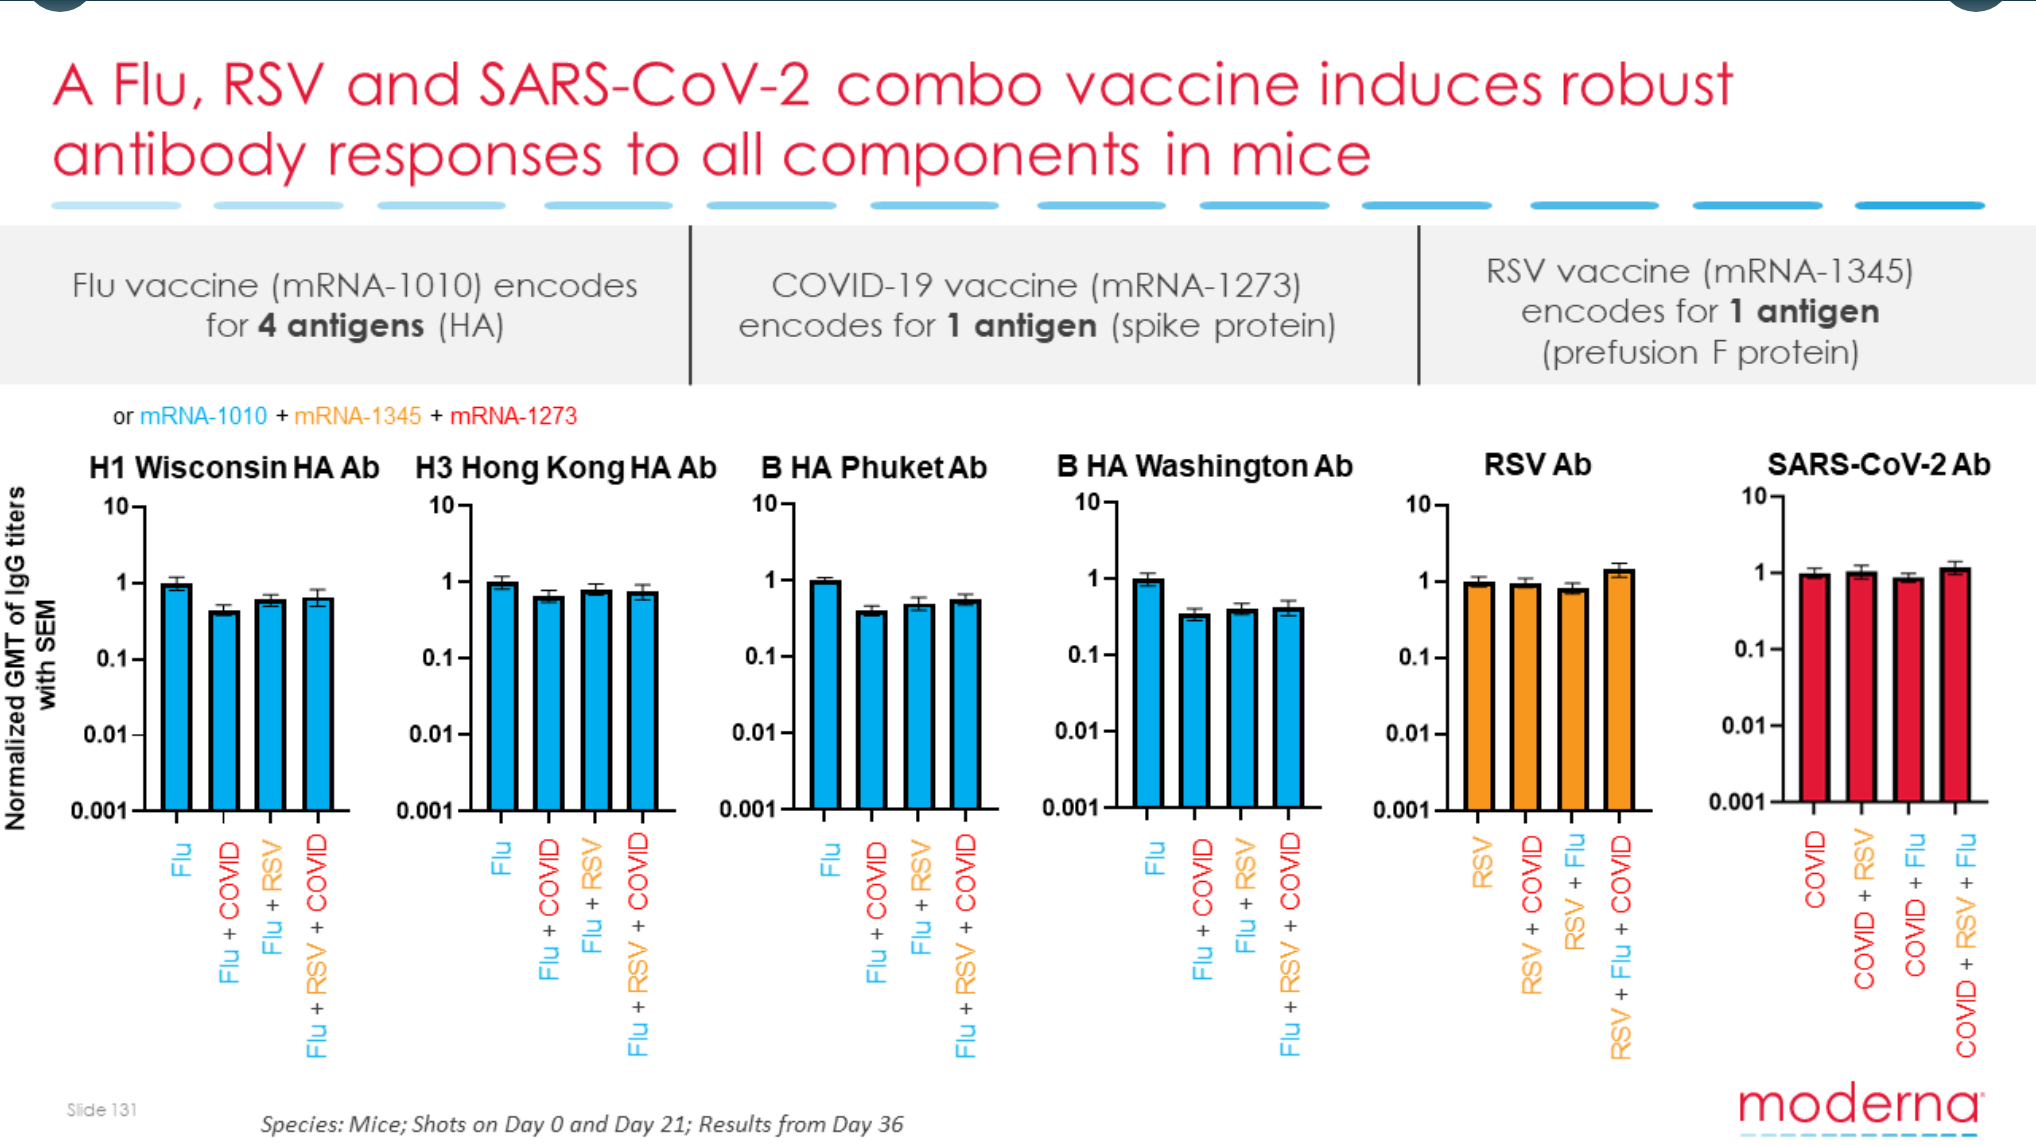 A Flu, RSV and SARS-CoV-2 combo vaccine induces robust
antibody responses to all components in mice
Flu vaccine (mRNA-1010) encodes
for 4 antigens (HA)
COVID-19 vaccine (mRNA-1273)
encodes for 1 antigen (spike protein)
RSV vaccine (mRNA-1345)
encodes for 1 antigen
(prefusion F protein)
or mRNA-1010 + mRNA-1345 + mRNA-1273
Normalized GMT of IgG titers
with SEM
H1 Wisconsin HA Ab
10
1
0.1
0.01
0.001
Flu
Flu + COVID
Flu + RSV
Flu + RSV + COVID
H3 Hong Kong HA Ab
10
1
0.1
0.01
0.001
Flu
Flu + COVID
Flu + RSV
Flu + RSV + COVID
B HA Phuket Ab
10
1
0.1
0.01
0.001
Flu
Flu + COVID
Flu + RSV
Flu + RSV + COVID
B HA Washington Ab
10
1
0.1
0.01
0.001
Flu
Flu + COVID
Flu + RSV
Flu + RSV + COVID
RSV Ab
10
1
0.1
0.01
0.001
RSV
RSV + COVID
RSV + Flu
RSV + Flu + COVID
SARS-CoV-2 Ab
10
1
0.1
0.01
0.001
COVID
COVID + RSV
COVID + Flu
COVID + RSV + Flu
Slide 131
Species: Mice; Shots on Day 0 and Day 21; Results from Day 36
moderna